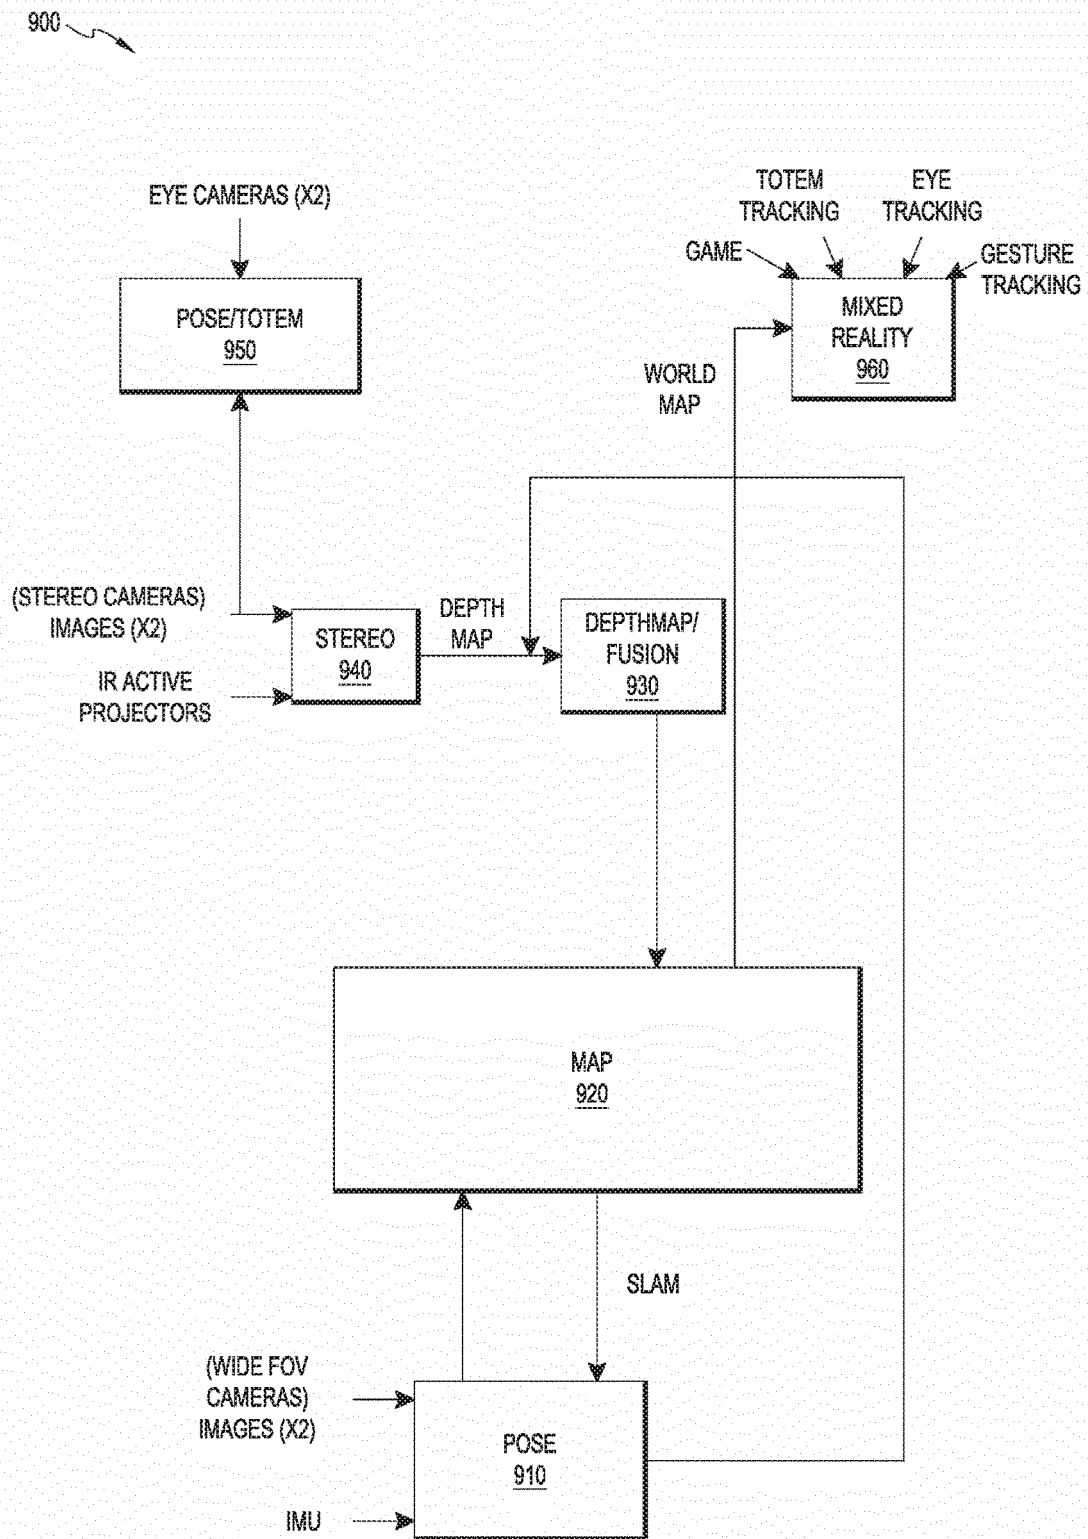 900
EYE CAMERAS (X2)
POSE/TOTEM
950
TOTEM
TRACKING
EYE
TRACKING
GAME
GESTURE
TRACKING
MIXED
REALITY
960
WORLD
MAP
(STEREO CAMERAS)
IMAGES (X2)
IR ACTIVE
PROJECTORS
STEREO
940
DEPTH
MAP
DEPTHMAP/
FUSION
930
MAP
920
SLAM
(WIDE FOV
CAMERAS)
IMAGES (X2)
IMU
POSE
910